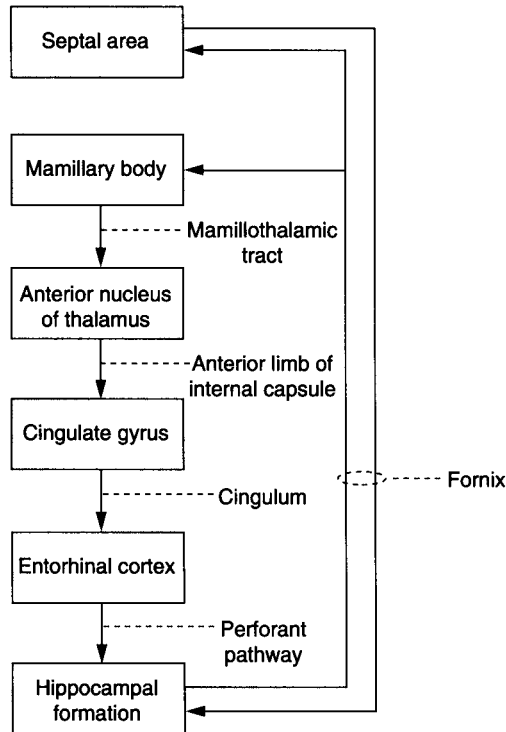 Septal area
Mamillary body
Mamillothalamic
tract
Anterior nucleus
of thalamus
Anterior limb of
internal capsule
Cingulate gyrus
Fornix
Cingulum
Entorhinal cortex
Perforant
pathway
Hippocampal
formation